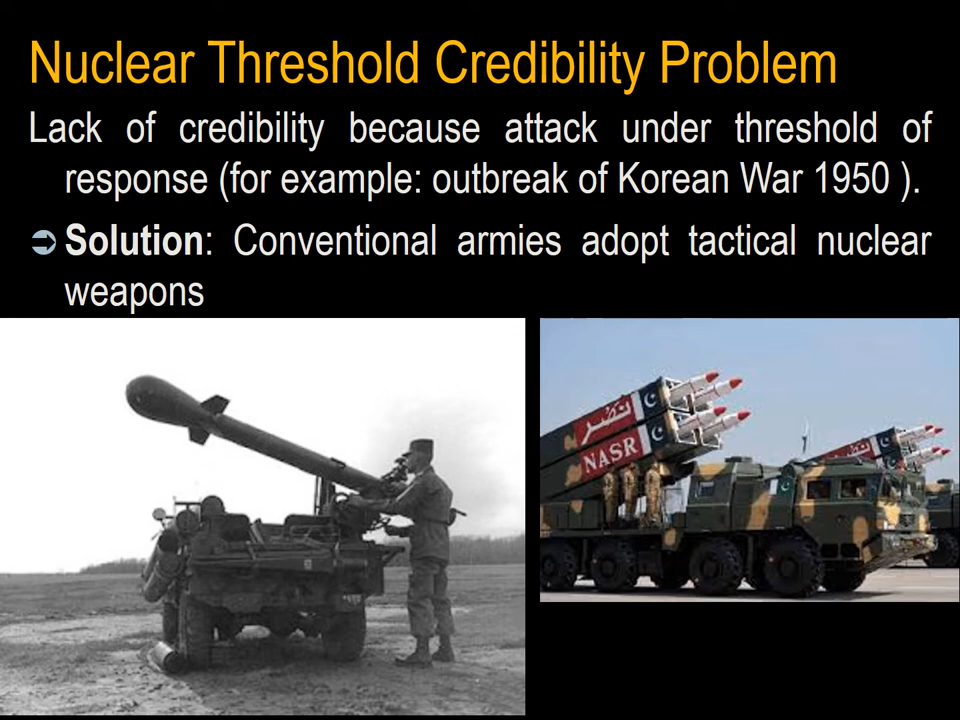 Nuclear Threshold Credibility Problem
Lack of credibility because attack under threshold of
response (for example: outbreak of Korean War 1950 ).
➲ Solution: Conventional armies adopt tactical nuclear
weapons
نصر
NASR